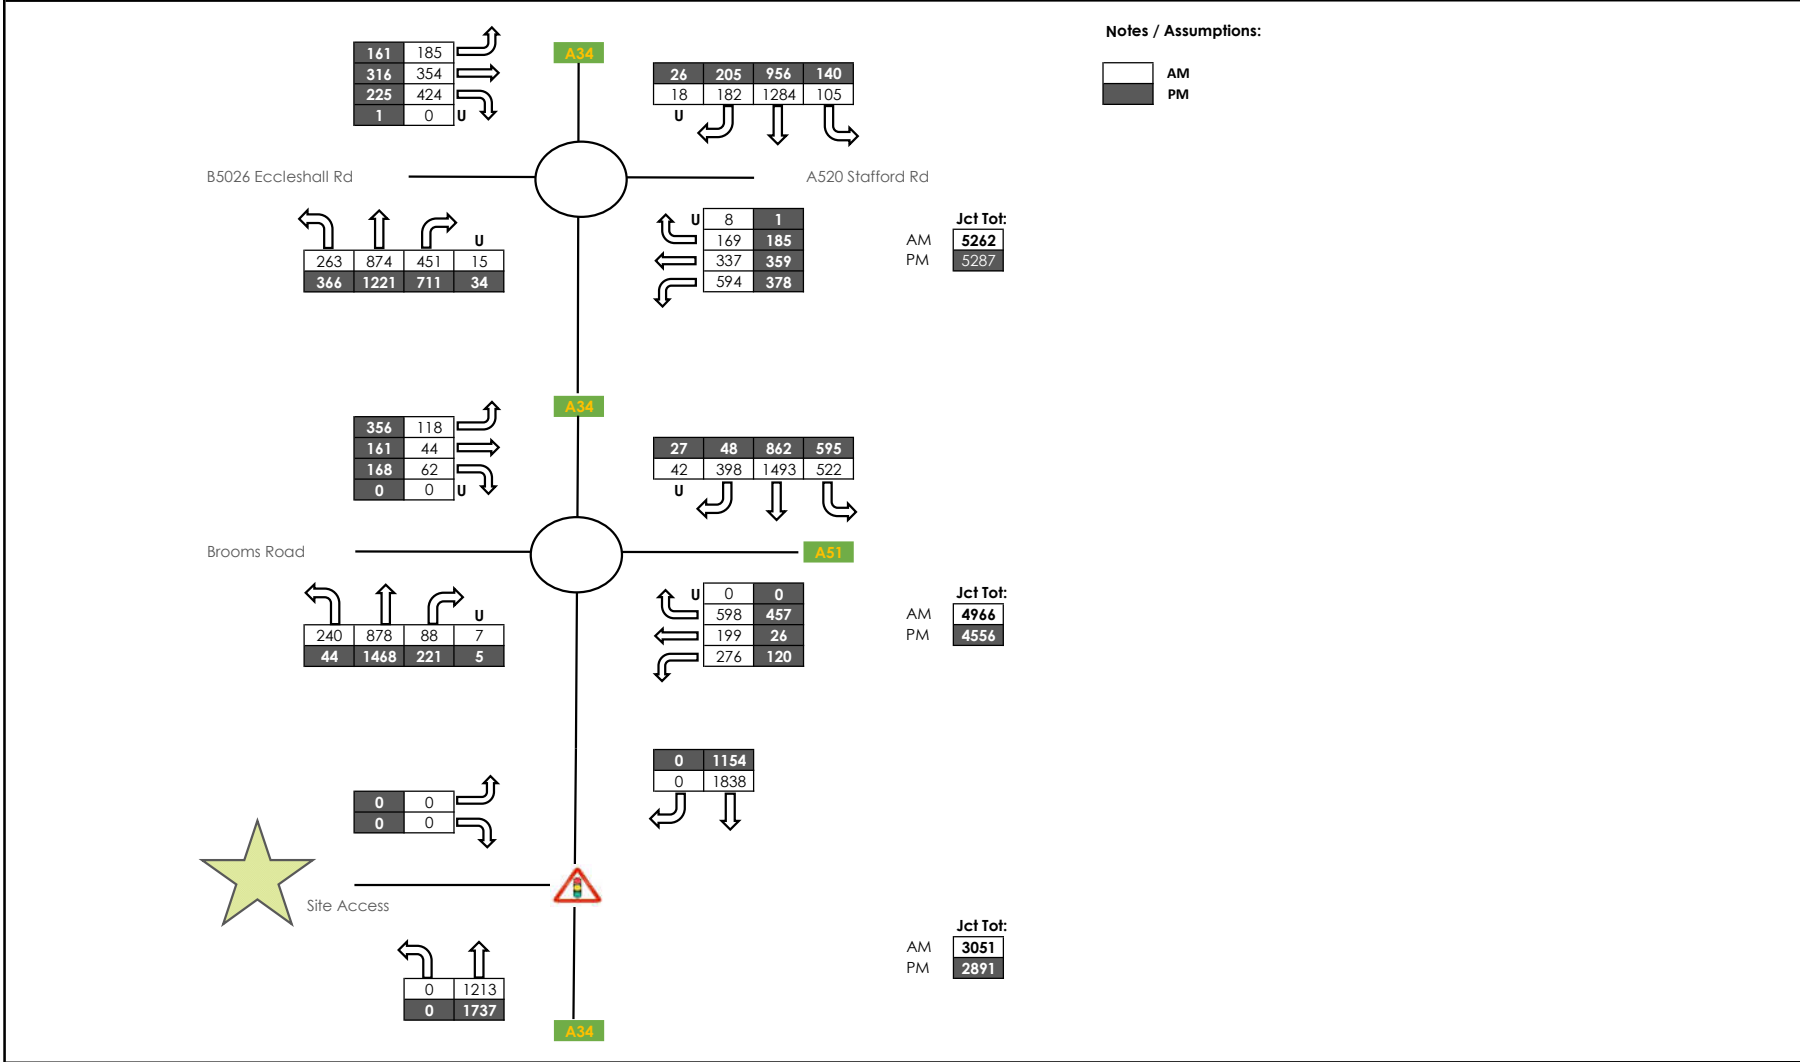 Notes / Assumptions:
AM
PM
161 185
316 354
225 424
1 0 U
A34
26 205 956 140
18 182 1284 105
U
B5026 Eccleshall Rd
A520 Stafford Rd
U
263 874 451 15
366 1221 711 34
U 8 1
169 185
337 359
594 378
Jct Tot:
AM 5262
PM 5287
A34
356 118
161 44
168 62
0 0 U
27 48 862 595
42 398 1493 522
U
Brooms Road
A51
U
240 878 88 7
44 1468 221 5
U 0 0
598 457
199 26
276 120
Jct Tot:
AM 4966
PM 4556
0 1154
0 1838
0 0
0 0
Site Access
0 1213
0 1737
Jct Tot:
AM 3051
PM 2891
A34